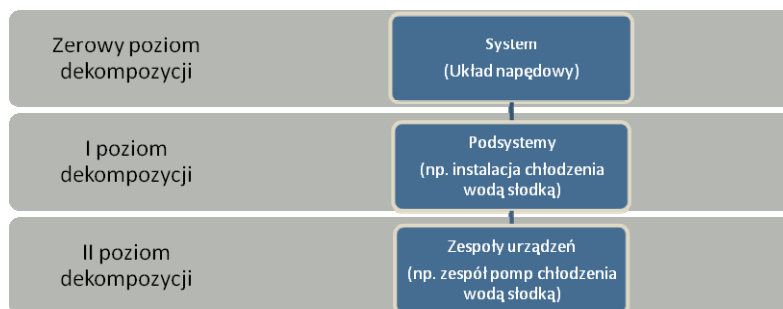 Zerowy poziom
dekompozycji
System
(Układ napędowy)
I poziom
dekompozycji
Podsystemy
(np. instalacja chłodzenia
wodą słodką)
II poziom
dekompozycji
Zespoły urządzeń
(np. zespół pomp chłodzenia
wodą słodką)